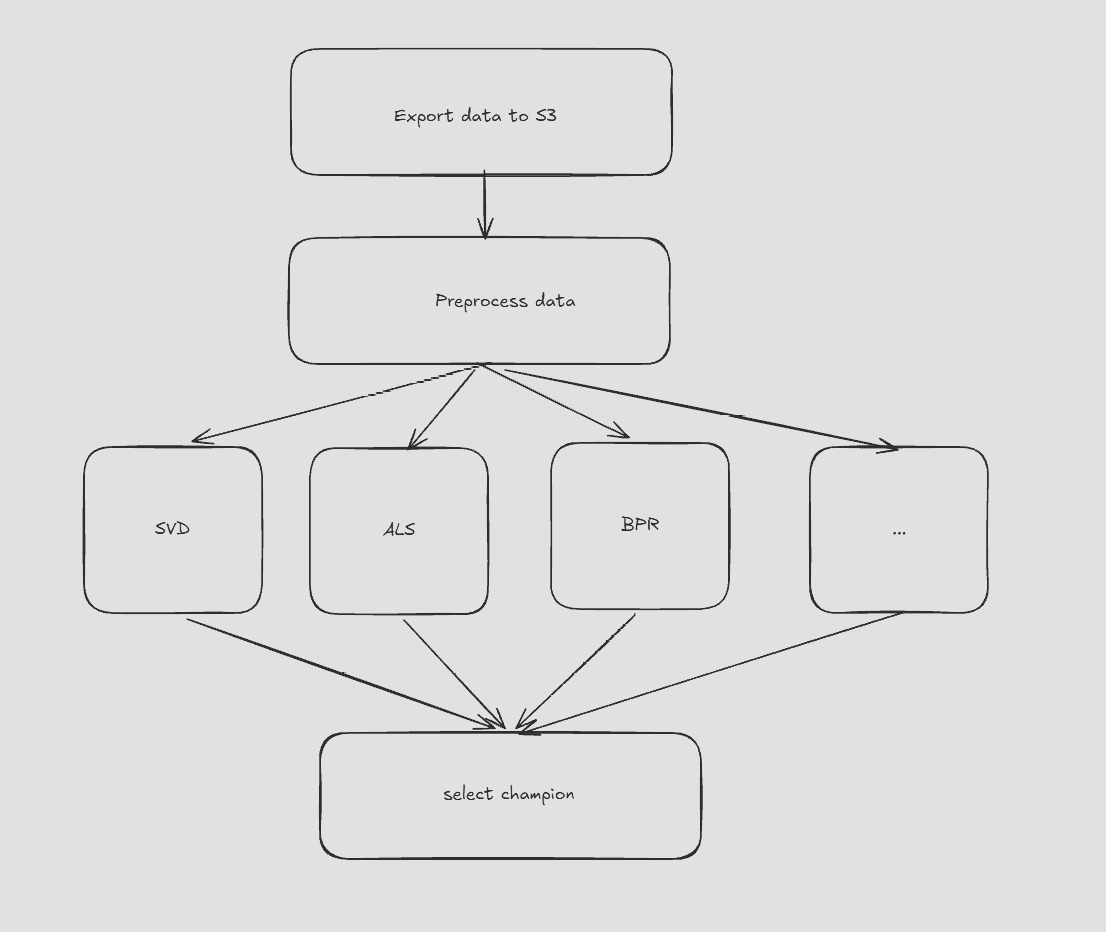 Export data to S3
Preprocess data
SVD
ALS
BPR
...
select champion